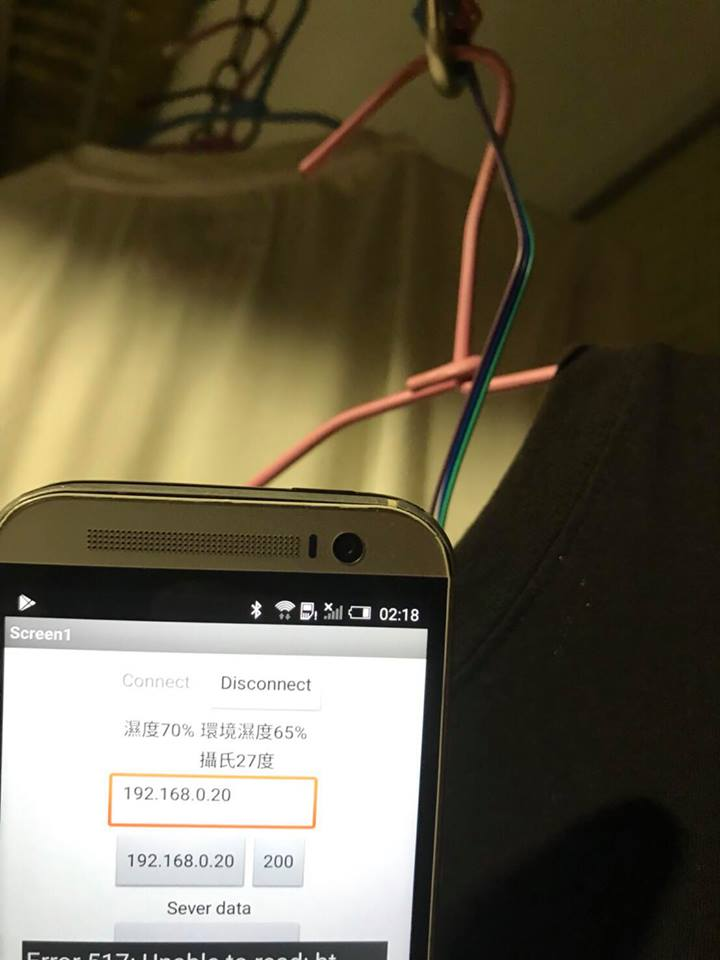 02:18
Screen1
Connect Disconnect
濕度70% 環境濕度65%
攝氏27度
192.168.0.20
192.168.0.20 200
Sever data
Error 517: Unable to read: ht